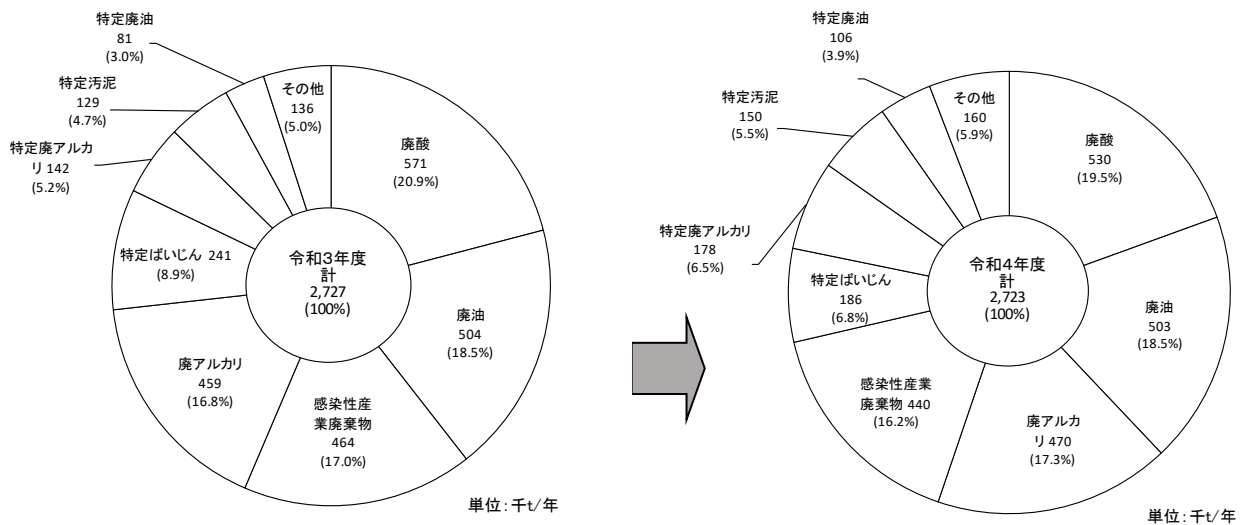 特定廃油
81
(3.0%)
特定汚泥
129
(4.7%)
特定廃アルカ
リ 142
(5.2%)
特定ばいじん 241
(8.9%)
廃アルカリ
459
(16.8%)
感染性産
業廃棄物
464
(17.0%)
廃油
504
(18.5%)
廃酸
571
(20.9%)
その他
136
(5.0%)
令和3年度
計
2,727
(100%)
単位:千t/年
特定廃油
106
(3.9%)
特定汚泥
150
(5.5%)
特定廃アルカリ
178
(6.5%)
特定ばいじん
186
(6.8%)
感染性産業
廃棄物 440
(16.2%)
廃アルカ
リ 470
(17.3%)
廃油
503
(18.5%)
廃酸
530
(19.5%)
その他
160
(5.9%)
令和4年度
計
2,723
(100%)
単位:千t/年